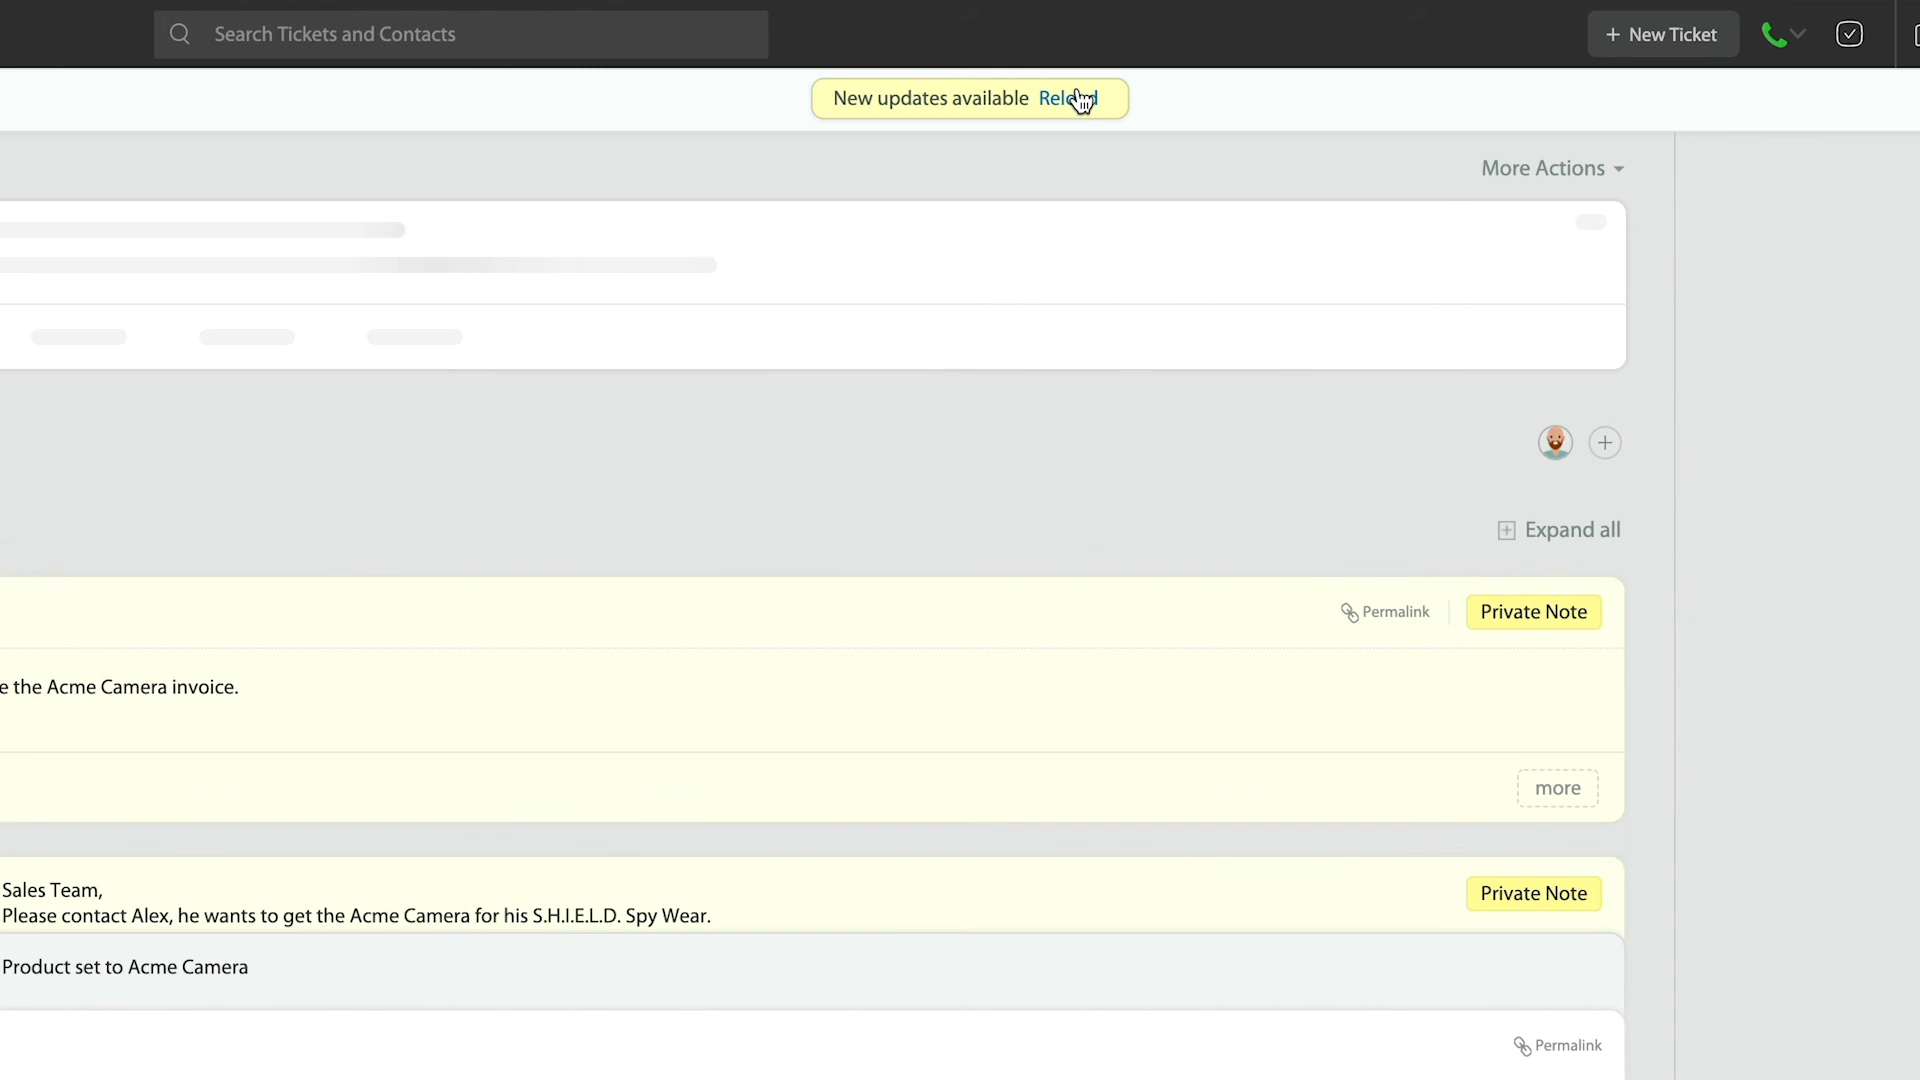 Search Tickets and Contacts
+ New Ticket
New updates available Reload
More Actions
Expand all
Permalink
Private Note
e the Acme Camera invoice.
more
Sales Team,
Private Note
Please contact Alex, he wants to get the Acme Camera for his S.H.I.E.L.D. Spy Wear.
Product set to Acme Camera
Permalink